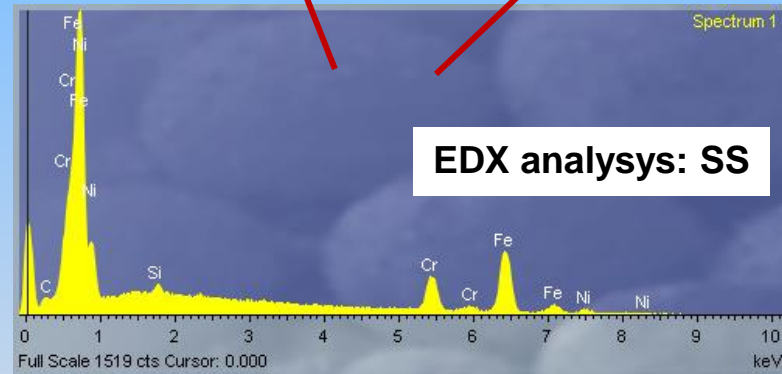 Spectrum 1
Fe
Ni
Cr
Fe
Cr
Ni
EDX analysys: SS
C
Si
Cr
Cr
Fe
Fe
Ni
Ni
0 1 2 3 4 5 6 7 8 9 10
Full Scale 1519 cts Cursor: 0.000 keV